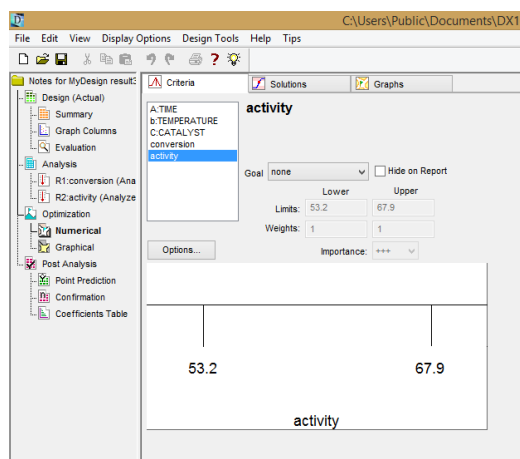 C:\Users\Public\Documents\DX1
File Edit View Display Options Design Tools Help Tips
Notes for MyDesign result
Design (Actual)
Summary
Graph Columns
Evaluation
Analysis
R1:conversion (Ana
R2:activity (Analyze
Optimization
Numerical
Graphical
Post Analysis
Point Prediction
Confirmation
Coefficients Table
Criteria Solutions Graphs
A:TIME
b:TEMPERATURE
C:CATALYST
conversion
activity
Options...
activity
Goal none Hide on Report
Lower Upper
Limits: 53.2 67.9
Weights: 1 1
Importance: +++
53.2 67.9
activity